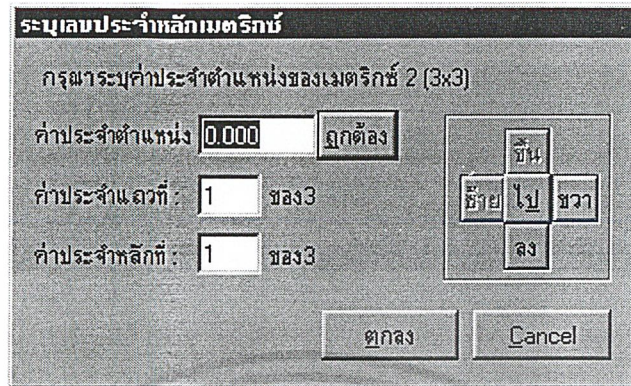 ระบุเลขประจำหลักเมตริกซ์
กรุณาระบุค่าประจำตำแหน่งของเมตริกซ์ 2 (3x3)
ค่าประจำตำแหน่ง 0.000 ถูกต้อง
ขึ้น
ค่าประจำแถวที่ : 1 ของ3
ซ้าย ไป ขวา
ค่าประจำหลักที่ : 1 ของ3
ลง
ตกลง Cancel